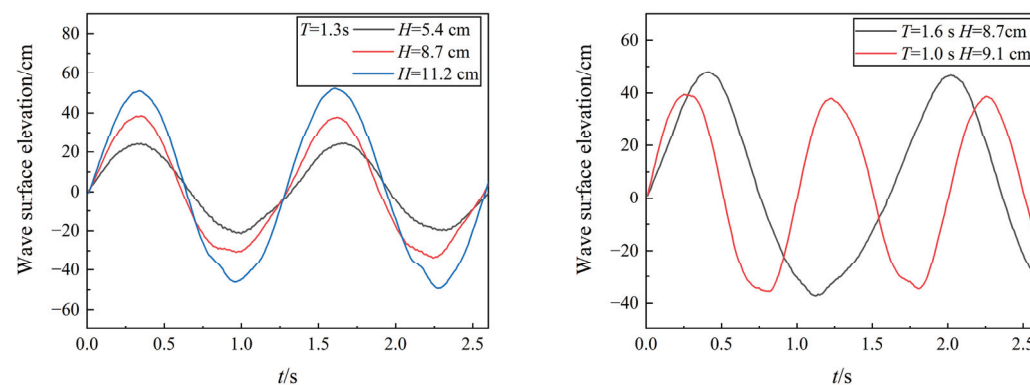 T=1.3s
H=5.4 cm
H=8.7 cm
H=11.2 cm
Wave surface elevation/cm
80
60
40
20
0
−20
−40
−60
0.0 0.5 1.0 1.5 2.0 2.5
t/s
T=1.6 s H=8.7cm
T=1.0 s H=9.1 cm
Wave surface elevation/cm
60
40
20
0
−20
−40
0.0 0.5 1.0 1.5 2.0 2.5
t/s